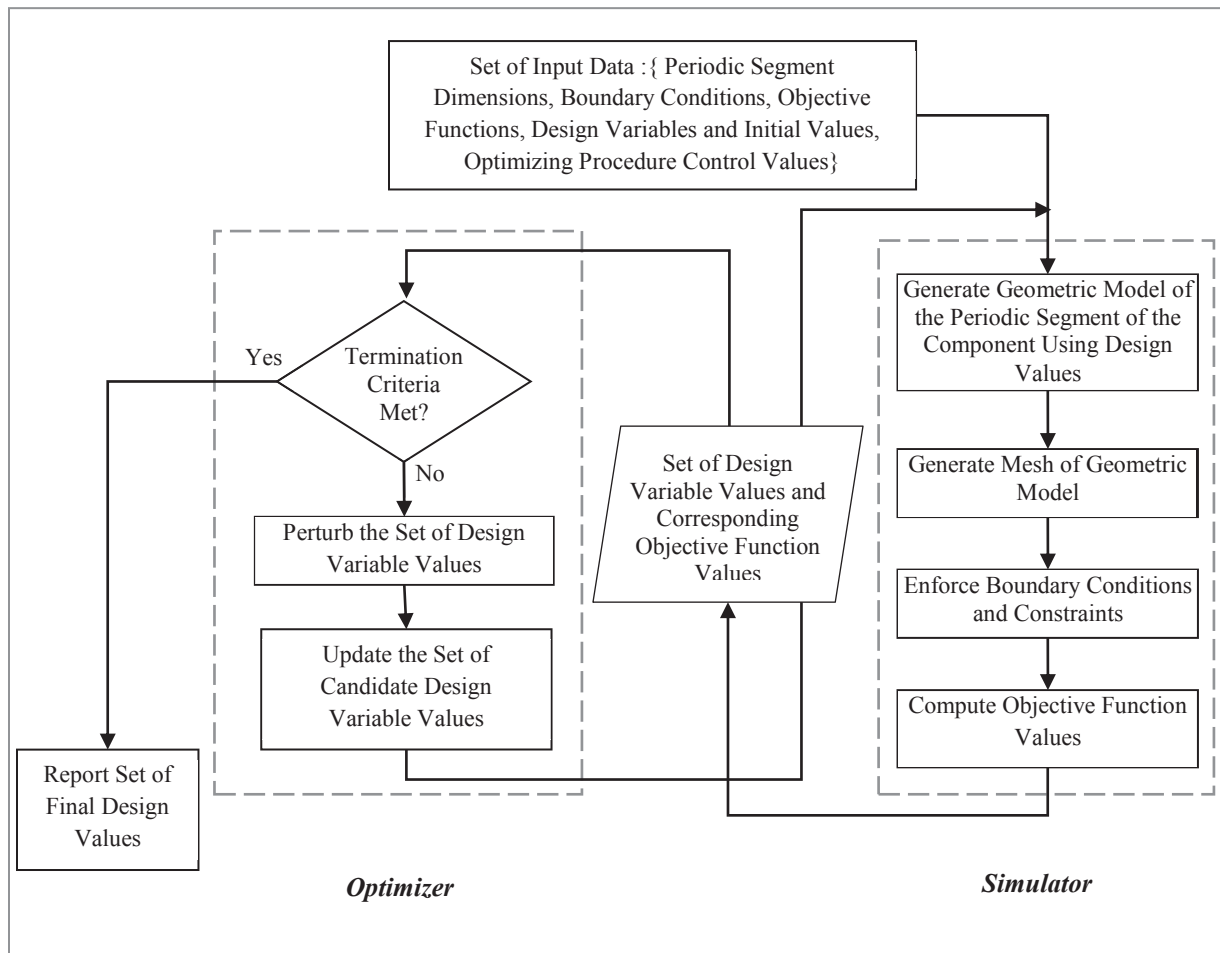 Set of Input Data :{ Periodic Segment
Dimensions, Boundary Conditions, Objective
Functions, Design Variables and Initial Values,
Optimizing Procedure Control Values}
Generate Geometric Model of
the Periodic Segment of the
Component Using Design
Values
Generate Mesh of Geometric
Model
Enforce Boundary Conditions
and Constraints
Compute Objective Function
Values
Set of Design
Variable Values and
Corresponding
Objective Function
Values
Termination
Criteria
Met?
Yes
No
Perturb the Set of Design
Variable Values
Update the Set of
Candidate Design
Variable Values
Report Set of
Final Design
Values
Optimizer
Simulator